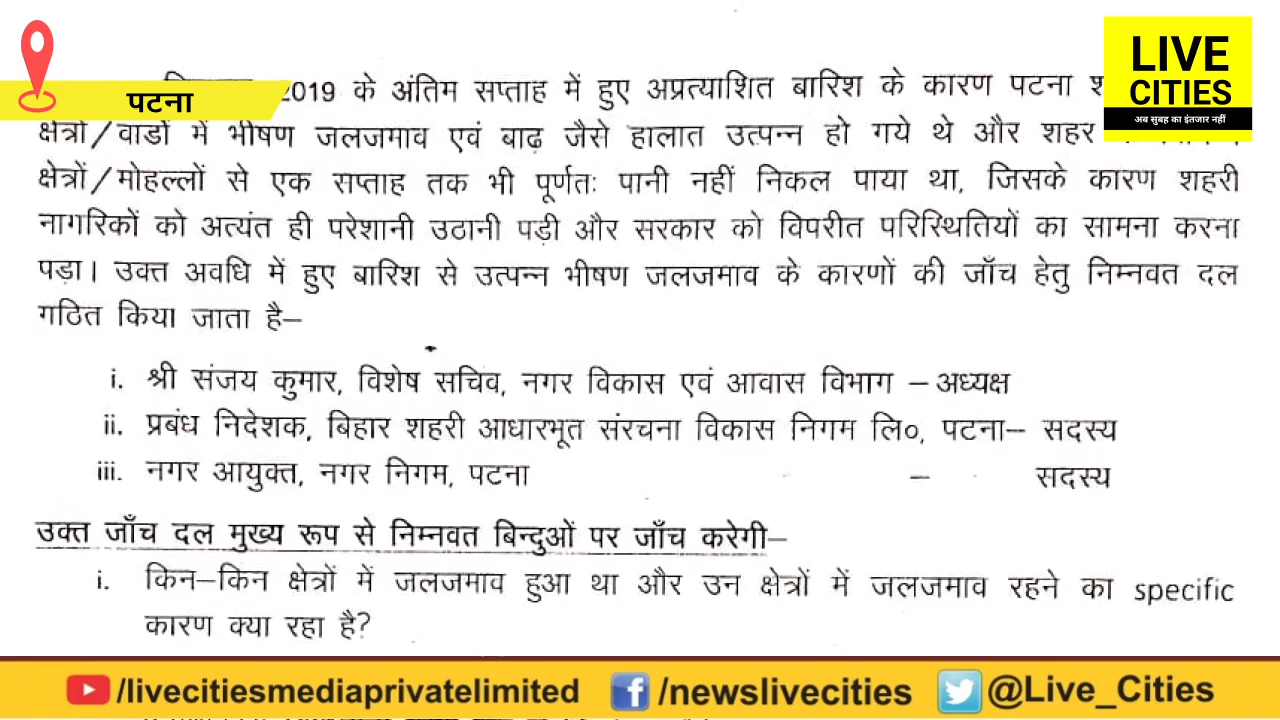 LIVE
CITIES
अब सुबह का इंतजार नहीं
पटना
2019 के अंतिम सप्ताह में हुए अप्रत्याशित बारिश के कारण पटना
क्षेत्रों/वार्डों में भीषण जलजमाव एवं बाढ़ जैसे हालात उत्पन्न हो गये थे और शहर
क्षेत्रों/मोहल्लों से एक सप्ताह तक भी पूर्णतः पानी नहीं निकल पाया था, जिसके कारण शहरी
नागरिकों को अत्यंत ही परेशानी उठानी पड़ी और सरकार को विपरीत परिस्थितियों का सामना करना
पड़ा। उक्त अवधि में हुए बारिश से उत्पन्न भीषण जलजमाव के कारणों की जाँच हेतु निम्नवत दल
गठित किया जाता है–
i. श्री संजय कुमार, विशेष सचिव, नगर विकास एवं आवास विभाग – अध्यक्ष
ii. प्रबंध निदेशक, बिहार शहरी आधारभूत संरचना विकास निगम लि०, पटना– सदस्य
iii. नगर आयुक्त, नगर निगम, पटना – सदस्य
उक्त जाँच दल मुख्य रूप से निम्नवत बिन्दुओं पर जाँच करेगी–
i. किन–किन क्षेत्रों में जलजमाव हुआ था और उन क्षेत्रों में जलजमाव रहने का specific
कारण क्या रहा है?
/livecitiesmediaprivatelimited /newslivecities @Live_Cities